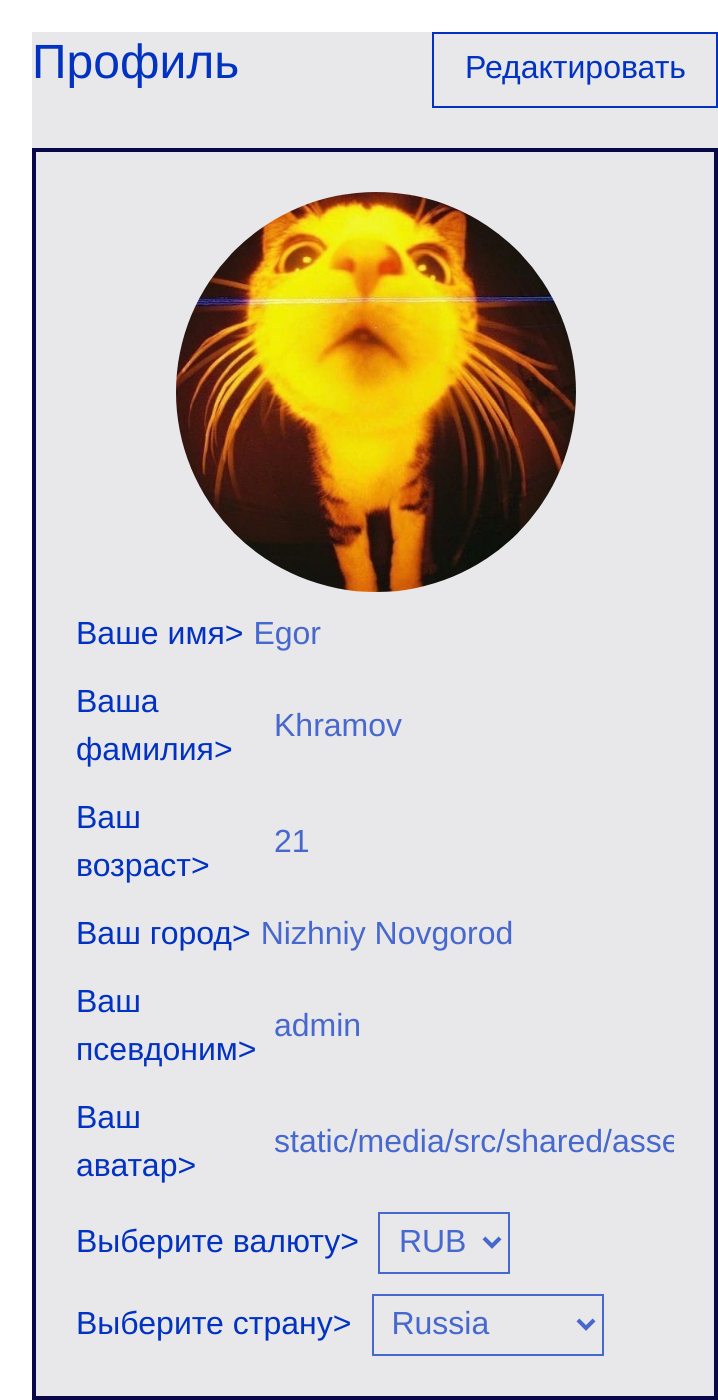 Профиль
Редактировать
Ваше имя> Egor
Ваша
фамилия>
Khramov
Ваш
возраст>
21
Ваш город> Nizhniy Novgorod
Ваш
псевдоним>
admin
Ваш
аватар>
static/media/src/shared/asse
Выберите валюту> RUB
Выберите страну> Russia